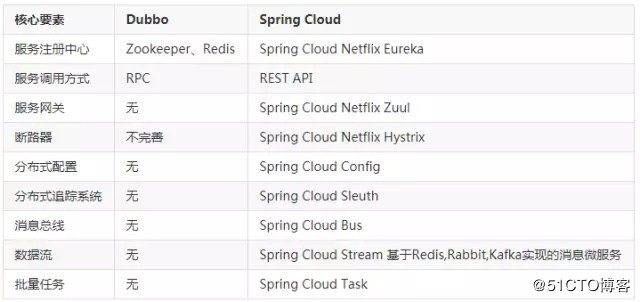 核心要素 Dubbo Spring Cloud
服务注册中心 Zookeeper、Redis Spring Cloud Netflix Eureka
服务调用方式 RPC REST API
服务网关 无 Spring Cloud Netflix Zuul
断路器 不完善 Spring Cloud Netflix Hystrix
分布式配置 无 Spring Cloud Config
分布式追踪系统 无 Spring Cloud Sleuth
消息总线 无 Spring Cloud Bus
数据流 无 Spring Cloud Stream 基于Redis,Rabbit,Kafka实现的消息微服务
批量任务 无 Spring Cloud Task
@51CTO博客